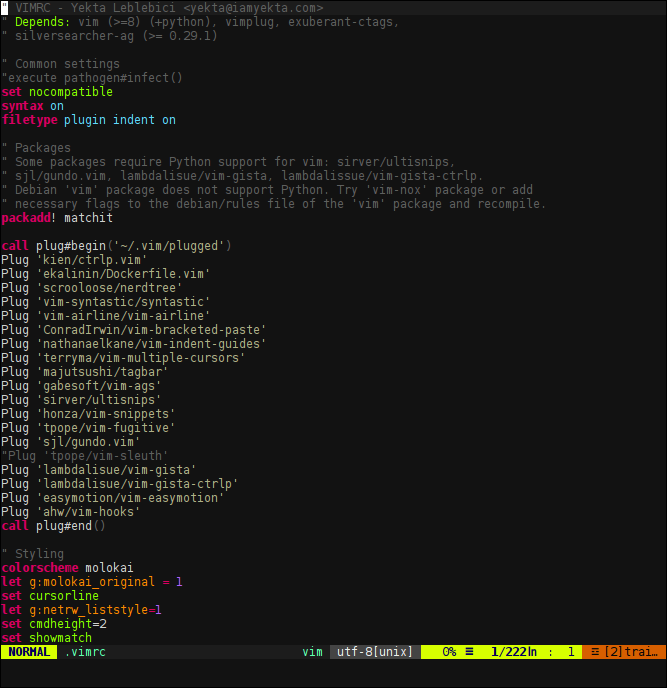 " VIMRC - Yekta Leblebici <yekta@iamyekta.com>
" Depends: vim (>=8) (+python), vimplug, exuberant-ctags,
" silversearcher-ag (>= 0.29.1)
" Common settings
"execute pathogen#infect()
set nocompatible
syntax on
filetype plugin indent on
" Packages
" Some packages require Python support for vim: sirver/ultisnips,
" sjl/gundo.vim, lambdalisue/vim-gista, lambdalissue/vim-gista-ctrlp.
" Debian 'vim' package does not support Python. Try 'vim-nox' package or add
" necessary flags to the debian/rules file of the 'vim' package and recompile.
packadd! matchit
call plug#begin('~/.vim/plugged')
Plug 'kien/ctrlp.vim'
Plug 'ekalinin/Dockerfile.vim'
Plug 'scrooloose/nerdtree'
Plug 'vim-syntastic/syntastic'
Plug 'vim-airline/vim-airline'
Plug 'ConradIrwin/vim-bracketed-paste'
Plug 'nathanaelkane/vim-indent-guides'
Plug 'terryma/vim-multiple-cursors'
Plug 'majutsushi/tagbar'
Plug 'gabesoft/vim-ags'
Plug 'sirver/ultisnips'
Plug 'honza/vim-snippets'
Plug 'tpope/vim-fugitive'
Plug 'sjl/gundo.vim'
"Plug 'tpope/vim-sleuth'
Plug 'lambdalisue/vim-gista'
Plug 'lambdalisue/vim-gista-ctrlp'
Plug 'easymotion/vim-easymotion'
Plug 'ahw/vim-hooks'
call plug#end()
" Styling
colorscheme molokai
let g:molokai_original = 1
set cursorline
let g:netrw_liststyle=1
set cmdheight=2
set showmatch
NORMAL .vimrc vim utf-8[unix] 0% ☰ 1/222㏑ : 1 ☲ [2]trai…